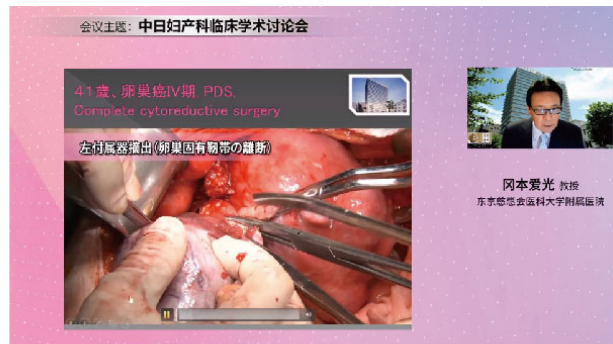 会议主题：中日妇产科临床学术讨论会
41歳、卵巣癌IV期, PDS,
Complete cytoreductive surgery
左付属器摘出（卵巣固有靱帯の離断）
冈本爱光 教授
东京慈惠会医科大学附属医院